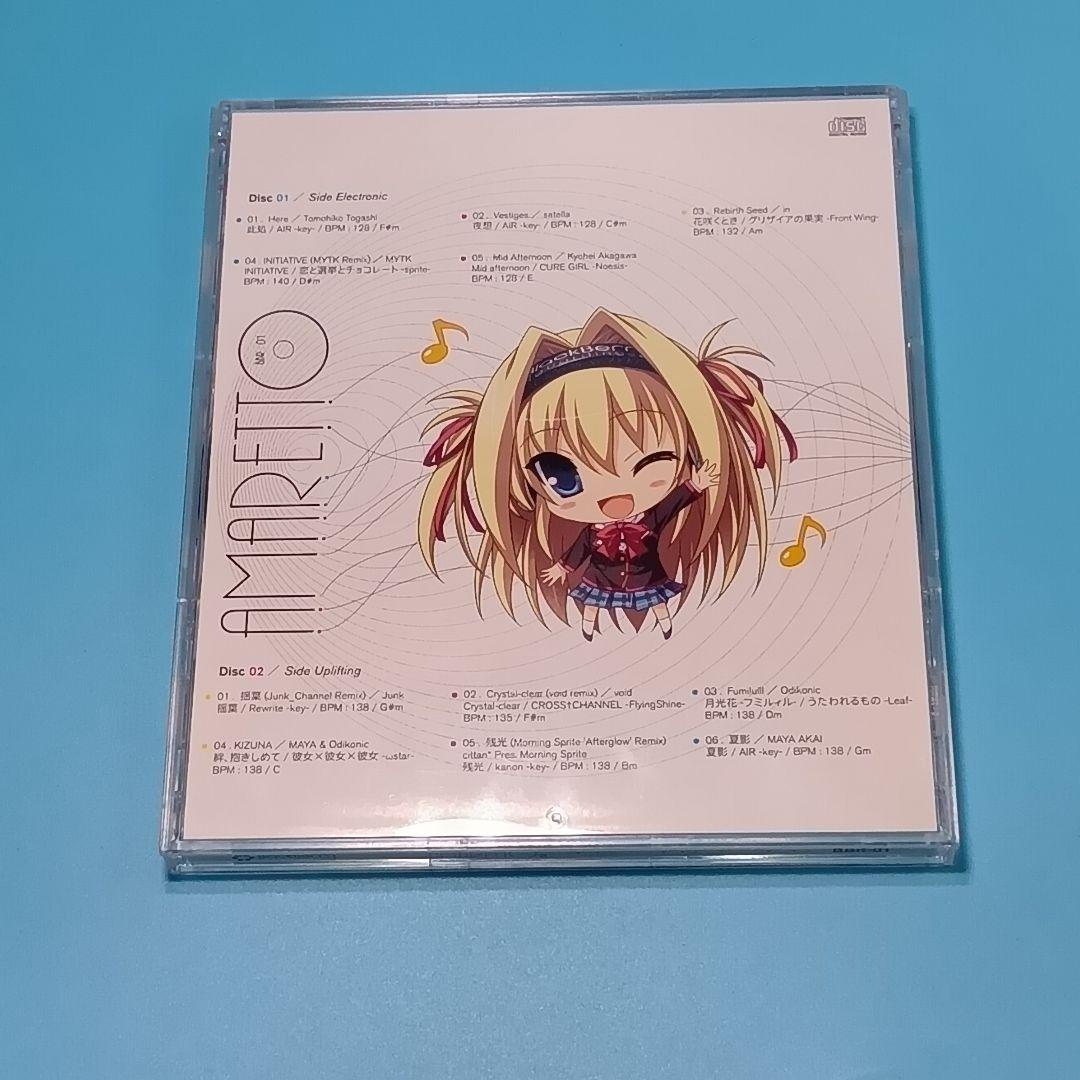 disc
Disc 01 / Side Electronic
01. Here / Tomohiko Togashi
此処 / AIR -key- / BPM : 128 / F#m
02. Vestiges / satella
夜想 / AIR -key- / BPM : 128 / C#m
03. Rebirth Seed / in
花咲くとき / グリザイアの果実 -Front Wing-
BPM : 132 / Am
04. INITIATIVE (MYTK Remix) / MYTK
INITIATIVE / 恋と選挙とチョコレート -sprite-
BPM : 140 / D#m
05. Mid Afternoon / Kyohei Akagawa
Mid afternoon / CURE GIRL -Noesis-
BPM : 128 / E
AMARETTO
BBR-01
Disc 02 / Side Uplifting
01. 揺葉 (Junk_Channel Remix) / Junk
揺葉 / Rewrite -key- / BPM : 138 / G#m
02. Crystal-clear (void remix) / void
Crystal-clear / CROSS†CHANNEL -FlyingShine-
BPM : 135 / F#m
03. Fumilulill / Odikonic
月光花 -フミルィル- / うたわれるもの -Leaf-
BPM : 138 / Dm
04. KIZUNA / MAYA & Odikonic
絆、抱きしめて / 彼女×彼女×彼女 -ωstar-
BPM : 138 / C
05. 残光 (Morning Sprite 'Afterglow' Remix)
crittan* Pres. Morning Sprite
残光 / kanon -key- / BPM : 138 / Bm
06. 夏影 / MAYA AKAI
夏影 / AIR -key- / BPM : 138 / Gm
BBR-01